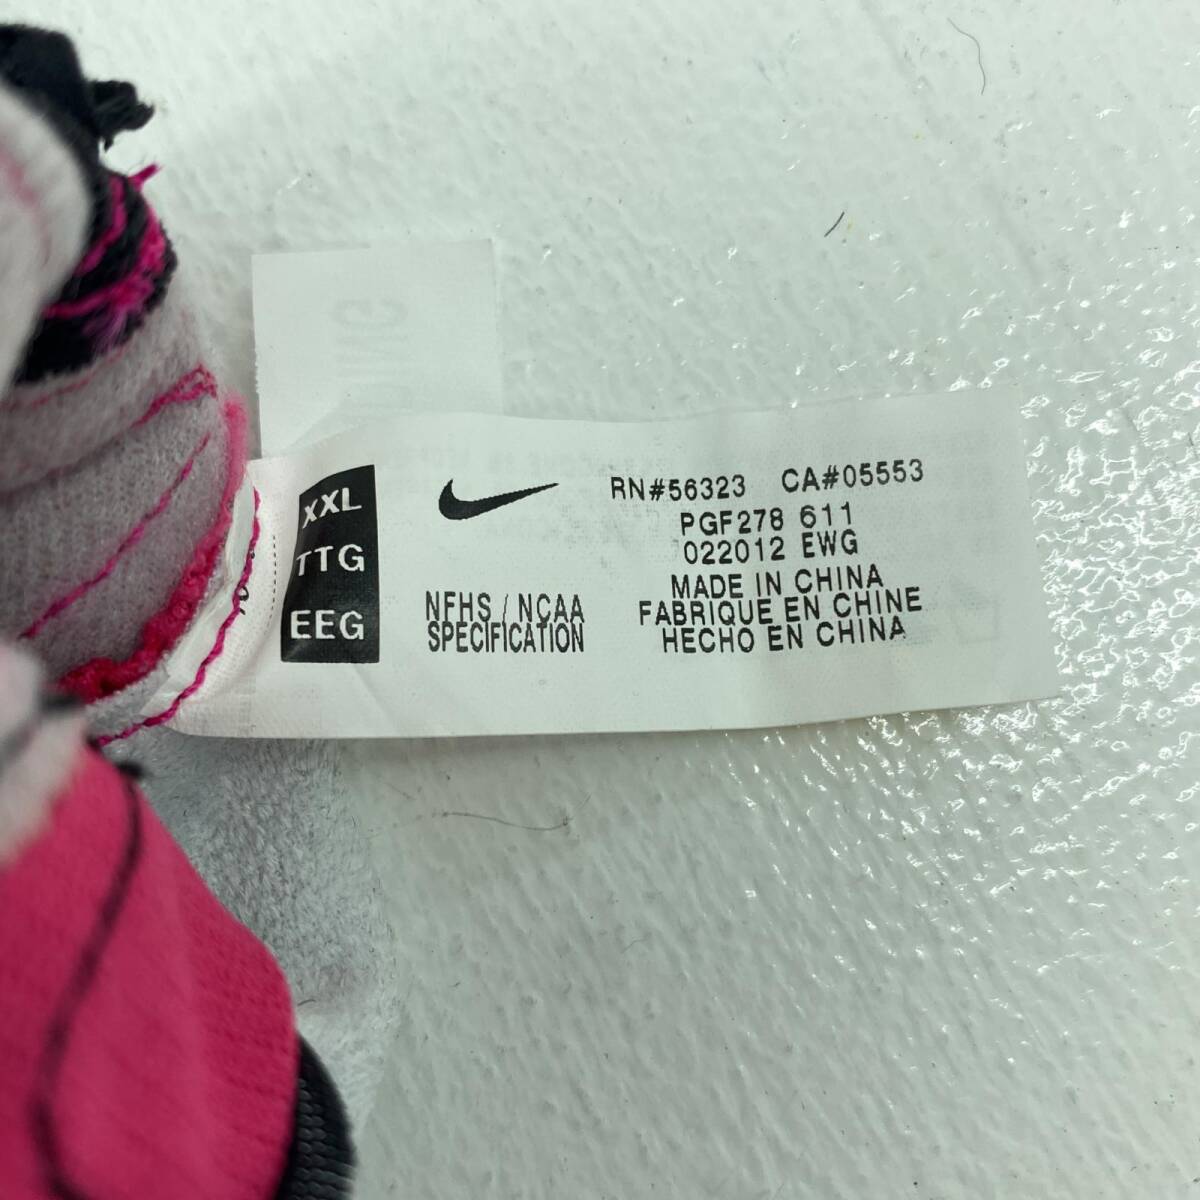 XXL
TTG
EEG
NFHS / NCAA
SPECIFICATION
RN#56323 CA#05553
PGF278 611
022012 EWG
MADE IN CHINA
FABRIQUE EN CHINE
HECHO EN CHINA